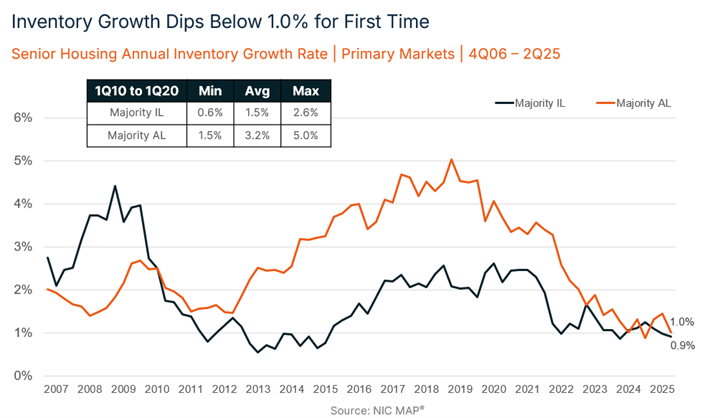 Inventory Growth Dips Below 1.0% for First Time
Senior Housing Annual Inventory Growth Rate | Primary Markets | 4Q06 – 2Q25
1Q10 to 1Q20 Min Avg Max
Majority IL 0.6% 1.5% 2.6%
Majority AL 1.5% 3.2% 5.0%
Majority IL Majority AL
6%
5%
4%
3%
2%
1%
0%
1.0%
0.9%
2007 2008 2009 2010 2011 2012 2013 2014 2015 2016 2017 2018 2019 2020 2021 2022 2023 2024 2025
Source: NIC MAP®